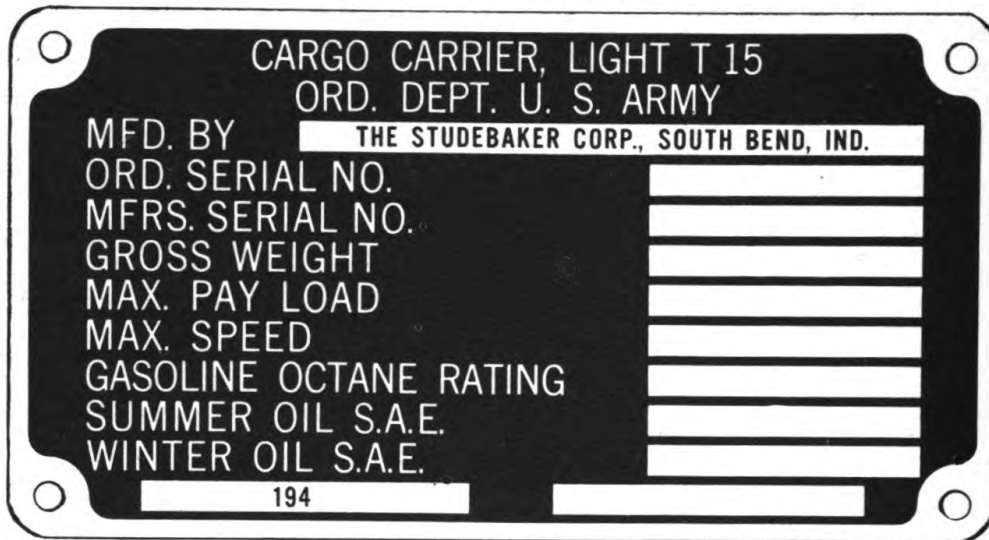 CARGO CARRIER, LIGHT T 15
ORD. DEPT. U. S. ARMY
MFD. BY THE STUDEBAKER CORP., SOUTH BEND, IND.
ORD. SERIAL NO.
MFRS. SERIAL NO.
GROSS WEIGHT
MAX. PAY LOAD
MAX. SPEED
GASOLINE OCTANE RATING
SUMMER OIL S.A.E.
WINTER OIL S.A.E.
194